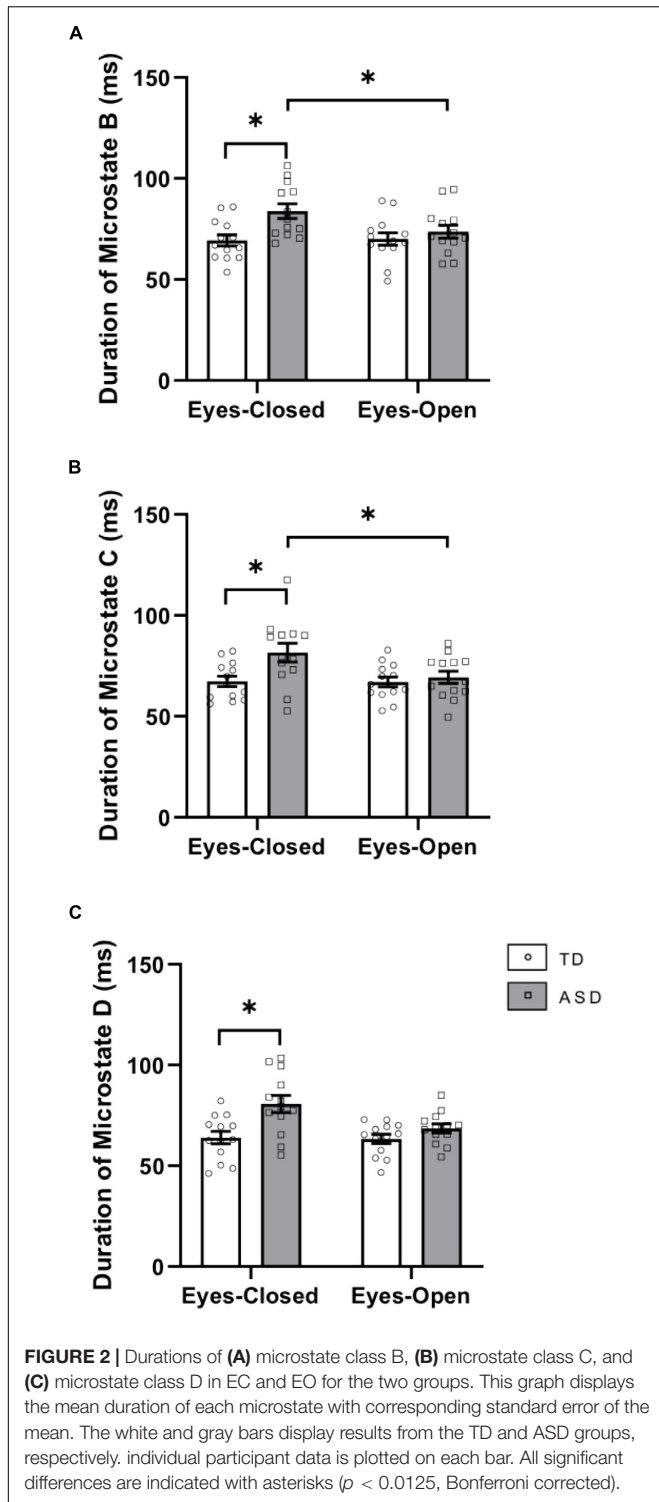 A
Duration of Microstate B (ms)
150
100
50
0
*
*
Eyes-Closed
Eyes-Open
B
Duration of Microstate C (ms)
150
100
50
0
*
*
Eyes-Closed
Eyes-Open
C
Duration of Microstate D (ms)
150
100
50
0
*
Eyes-Closed
Eyes-Open
TD
ASD
FIGURE 2 | Durations of (A) microstate class B, (B) microstate class C, and
(C) microstate class D in EC and EO for the two groups. This graph displays
the mean duration of each microstate with corresponding standard error of the
mean. The white and gray bars display results from the TD and ASD groups,
respectively. individual participant data is plotted on each bar. All significant
differences are indicated with asterisks (p < 0.0125, Bonferroni corrected).